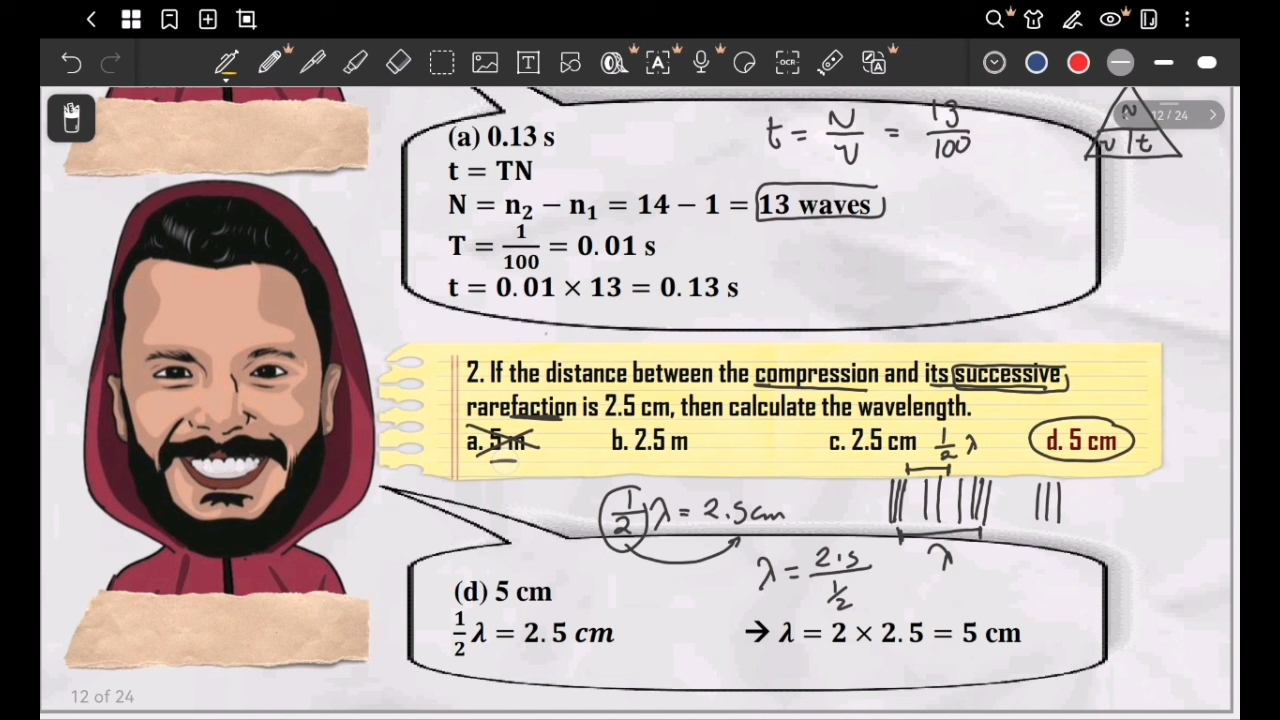 OCR
A
T
A
A
12 / 24
(a) 0.13 s
t = N/ν = 13/100
N
ν | t
t = TN
N = n₂ − n₁ = 14 − 1 = 13 waves
T = 1/100 = 0.01 s
t = 0.01 × 13 = 0.13 s
2. If the distance between the compression and its successive
rarefaction is 2.5 cm, then calculate the wavelength.
a. 5 m b. 2.5 m c. 2.5 cm d. 5 cm
1/2 λ
1/2 λ = 2.5cm
λ
λ = 2.5 / 1/2
(d) 5 cm
1/2 λ = 2.5 cm → λ = 2 × 2.5 = 5 cm
12 of 24